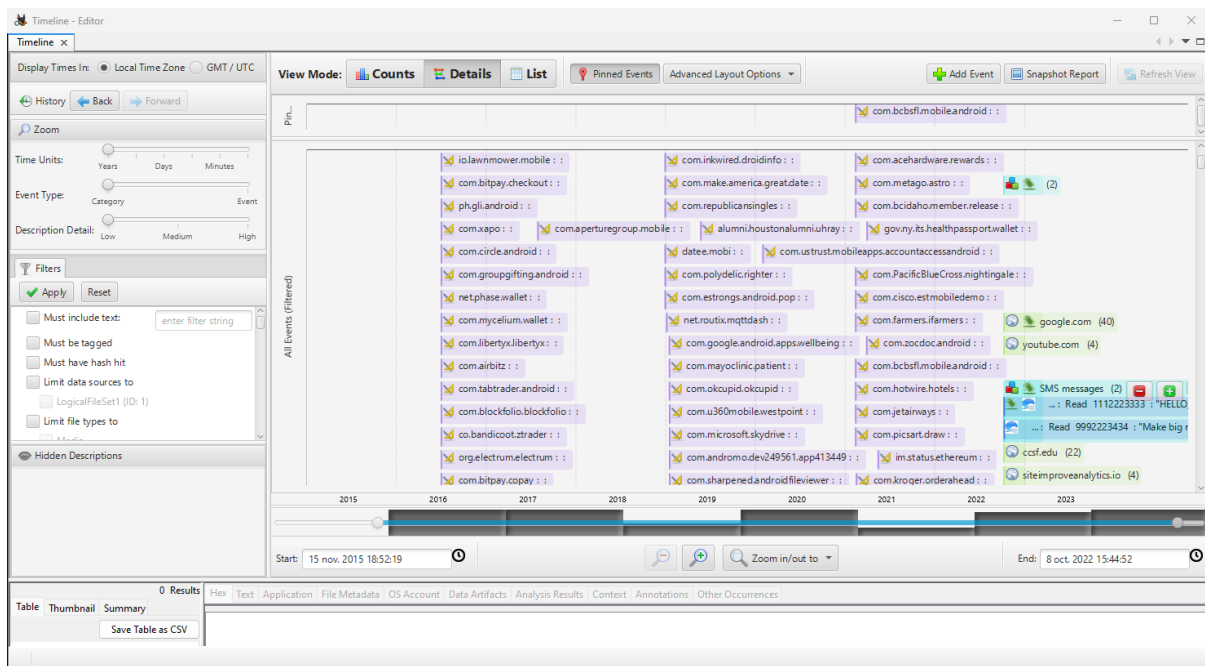 Timeline - Editor
Timeline ×
Display Times In: Local Time Zone GMT / UTC
History Back Forward
Zoom
Time Units:
Years Days Minutes
Event Type:
Category Event
Description Detail:
Low Medium High
Filters
Apply Reset
Must include text: enter filter string
Must be tagged
Must have hash hit
Limit data sources to
LogicalFileSet1 (ID: 1)
Limit file types to
Media
Hidden Descriptions
View Mode: Counts Details List Pinned Events Advanced Layout Options Add Event Snapshot Report Refresh View
Pin...
com.bcbsfl.mobile.android : :
All Events (Filtered)
io.lawnmower.mobile : : com.inkwired.droidinfo : : com.acehardware.rewards : :
com.bitpay.checkout : : com.make.america.great.date : : com.metago.astro : : (2)
ph.gli.android : : com.republicansingles : : com.bcidaho.member.release : :
com.xapo : : com.aperturegroup.mobile : : alumni.houstonalumni.uhray : : gov.ny.its.healthpassport.wallet : :
com.circle.android : : datee.mobi : : com.ustrust.mobileapps.accountaccessandroid : :
com.groupgifting.android : : com.polydelic.righter : : com.PacificBlueCross.nightingale : :
net.phase.wallet : : com.estrongs.android.pop : : com.cisco.estmobiledemo : :
com.mycelium.wallet : : net.routix.mqttdash : : com.farmers.ifarmers : : google.com (40)
com.libertyx.libertyx : : com.google.android.apps.wellbeing : : com.zocdoc.android : : youtube.com (4)
com.airbitz : : com.mayoclinic.patient : : com.bcbsfl.mobile.android : :
com.tabtrader.android : : com.okcupid.okcupid : : com.hotwire.hotels : : SMS messages (2)
com.blockfolio.blockfolio : : com.u360mobile.westpoint : : com.jetairways : : ... : Read 1112223333 : "HELLO,
co.bandicoot.ztrader : : com.microsoft.skydrive : : com.picsart.draw : : ... : Read 9992223434 : "Make big r
org.electrum.electrum : : com.andromo.dev249561.app413449 : : im.status.ethereum : : ccsf.edu (22)
com.bitpay.copay : : com.sharpened.androidfileviewer : : com.kroger.orderahead : : siteimproveanalytics.io (4)
2015 2016 2017 2018 2019 2020 2021 2022 2023
Start: 15 nov. 2015 18:52:19 Zoom in/out to End: 8 oct. 2022 15:44:52
0 Results
Table Thumbnail Summary
Save Table as CSV
Hex Text Application File Metadata OS Account Data Artifacts Analysis Results Context Annotations Other Occurrences